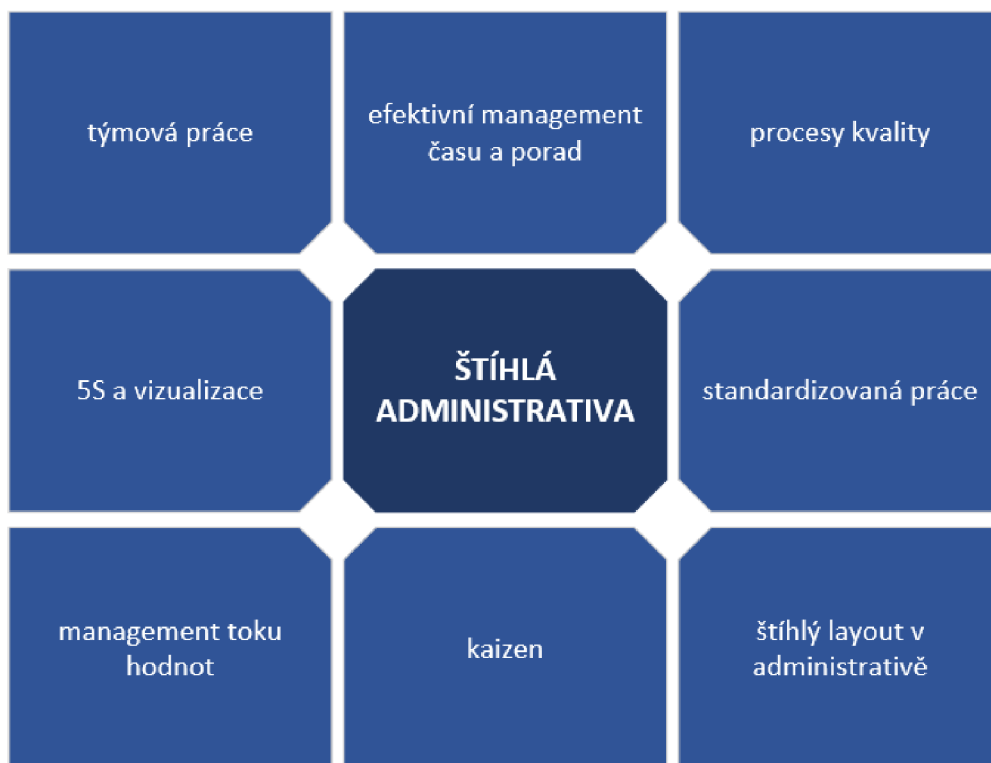 týmová práce
efektivní management
času a porad
procesy kvality
5S a vizualizace
ŠTÍHLÁ
ADMINISTRATIVA
standardizovaná práce
management toku
hodnot
kaizen
štíhlý layout v
administrativě